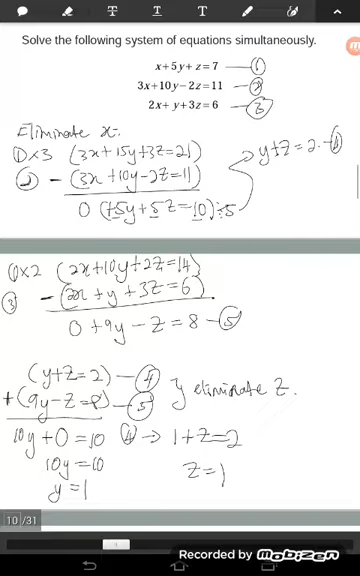 Solve the following system of equations simultaneously.
x+5y+z=7 —①
3x+10y−2z=11 —②
2x+y+3z=6 —③
Eliminate x.
①×3 (3x+15y+3z=21)
② −(3x+10y−2z=11)
0 (+5y+5z=10)÷5
y+z=2 —④
①×2 (2x+10y+2z=14)
③ −(2x+y+3z=6)
0+9y−z=8 —⑤
(y+z=2) —④
+(9y−z=8) —⑤
} eliminate z.
10y+0=10
④→ 1+z=2
10y=10
z=1
y=1
10/31
Recorded by mobizen